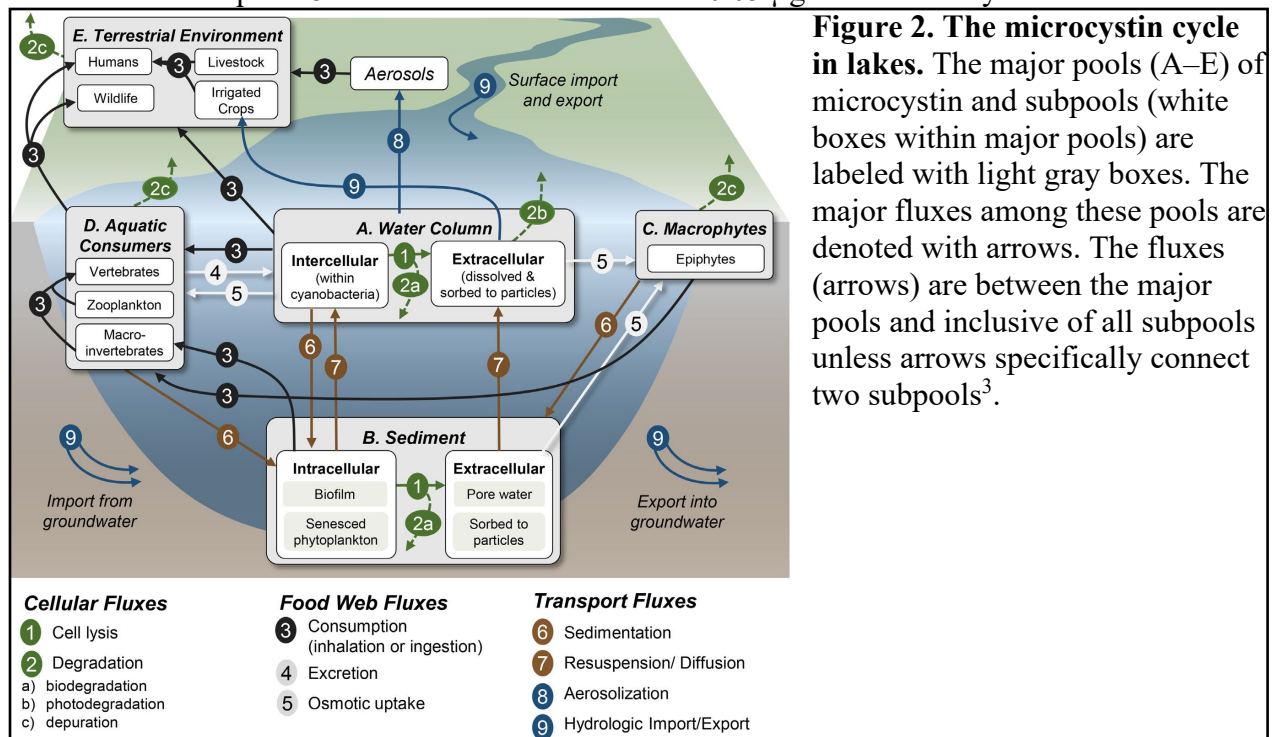 2c
E. Terrestrial Environment
Humans
Livestock
3
Wildlife
Irrigated
Crops
3
Aerosols
9
Surface import
and export
8
3
3
9
2c
2b
2c
D. Aquatic
Consumers
Vertebrates
Zooplankton
Macro-
invertebrates
3
3
4
5
A. Water Column
Intercellular
(within
cyanobacteria)
1
2a
Extracellular
(dissolved &
sorbed to particles)
5
C. Macrophytes
Epiphytes
6
5
6
7
7
3
3
6
9
Import from
groundwater
B. Sediment
Intracellular
Biofilm
Senesced
phytoplankton
1
2a
Extracellular
Pore water
Sorbed to
particles
9
Export into
groundwater
Cellular Fluxes
1 Cell lysis
2 Degradation
a) biodegradation
b) photodegradation
c) depuration
Food Web Fluxes
3 Consumption
(inhalation or ingestion)
4 Excretion
5 Osmotic uptake
Transport Fluxes
6 Sedimentation
7 Resuspension/ Diffusion
8 Aerosolization
9 Hydrologic Import/Export
Figure 2. The microcystin cycle
in lakes. The major pools (A–E) of
microcystin and subpools (white
boxes within major pools) are
labeled with light gray boxes. The
major fluxes among these pools are
denoted with arrows. The fluxes
(arrows) are between the major
pools and inclusive of all subpools
unless arrows specifically connect
two subpools³.